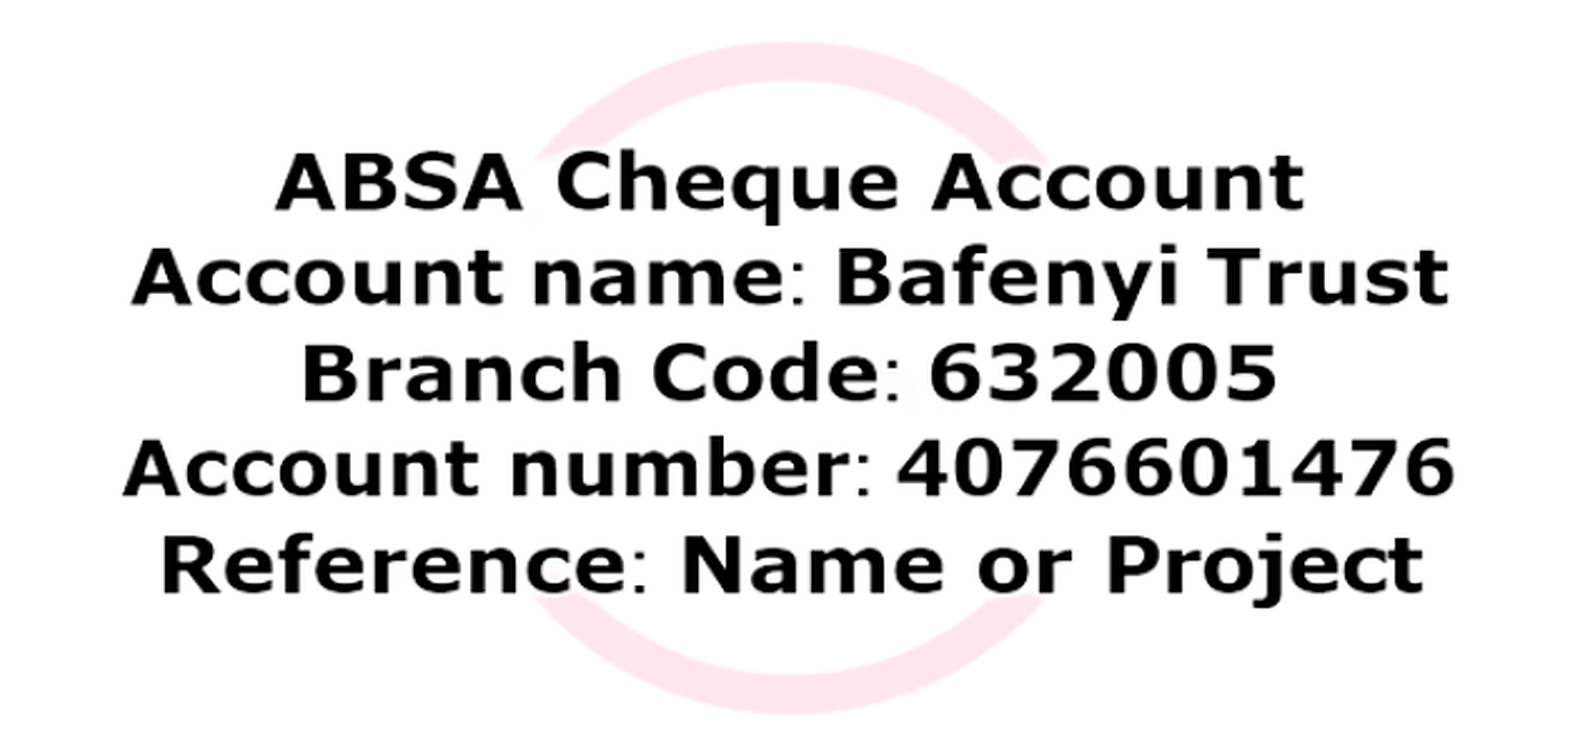 ABSA Cheque Account
Account name: Bafenyi Trust
Branch Code: 632005
Account number: 4076601476
Reference: Name or Project